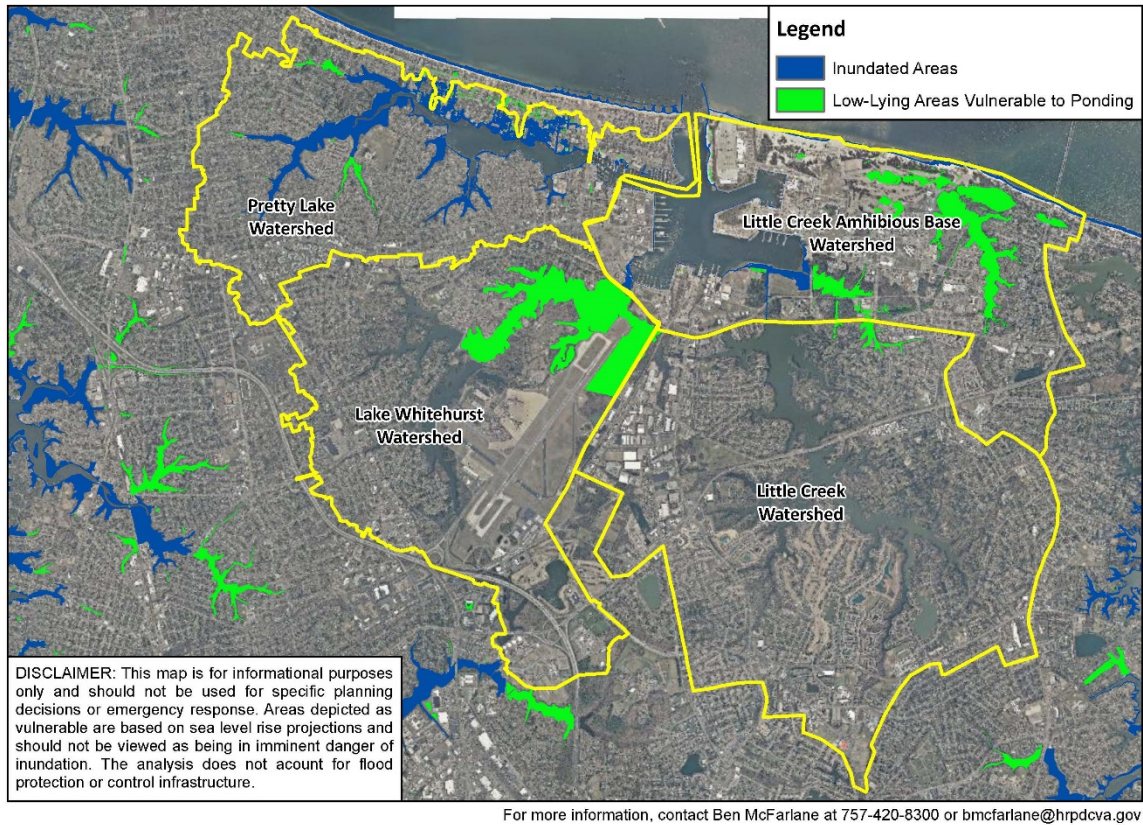 Legend
Inundated Areas
Low-Lying Areas Vulnerable to Ponding
Pretty Lake
Watershed
Little Creek Amhibious Base
Watershed
Lake Whitehurst
Watershed
Little Creek
Watershed
DISCLAIMER: This map is for informational purposes
only and should not be used for specific planning
decisions or emergency response. Areas depicted as
vulnerable are based on sea level rise projections and
should not be viewed as being in imminent danger of
inundation. The analysis does not acount for flood
protection or control infrastructure.
For more information, contact Ben McFarlane at 757-420-8300 or bmcfarlane@hrpdcva.gov